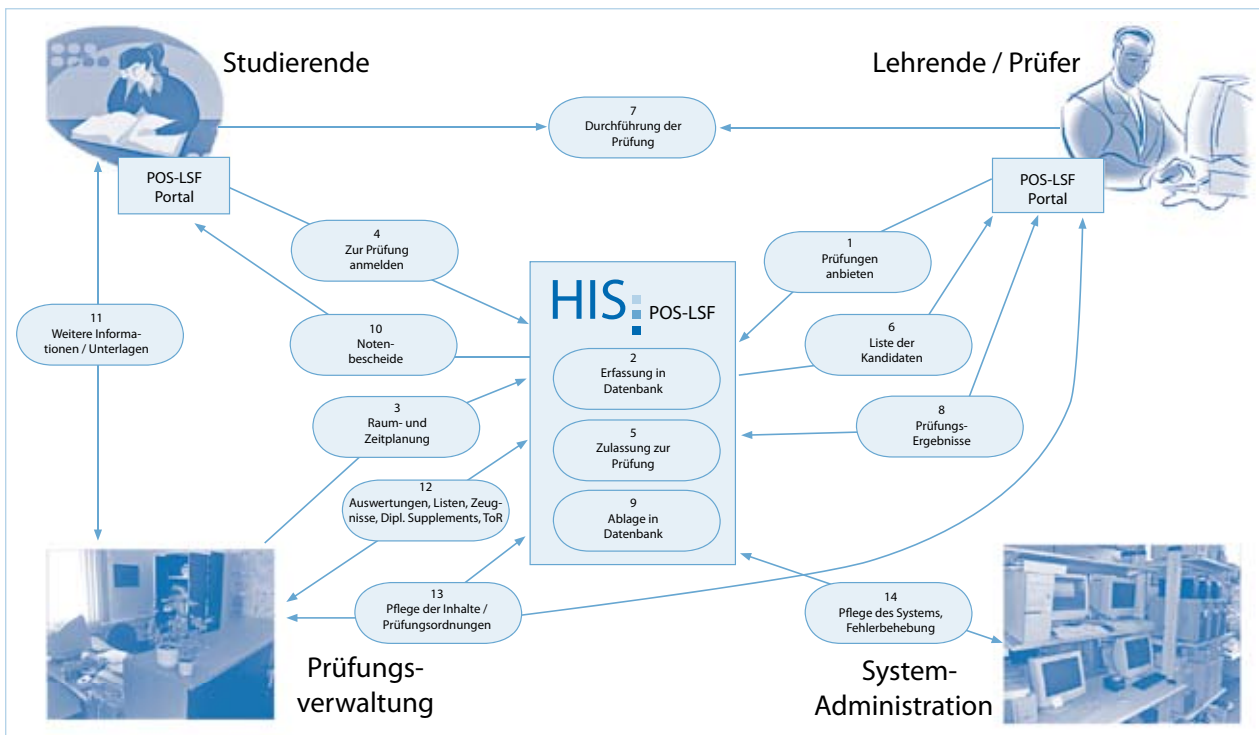 Studierende
Lehrende / Prüfer
7
Durchführung der
Prüfung
POS-LSF
Portal
POS-LSF
Portal
4
Zur Prüfung
anmelden
1
Prüfungen
anbieten
HIS
POS-LSF
11
Weitere Informa-
tionen / Unterlagen
10
Noten-
bescheide
6
Liste der
Kandidaten
2
Erfassung in
Datenbank
3
Raum- und
Zeitplanung
8
Prüfungs-
Ergebnisse
5
Zulassung zur
Prüfung
12
Auswertungen, Listen, Zeug-
nisse, Dipl. Supplements, ToR
9
Ablage in
Datenbank
13
Pflege der Inhalte /
Prüfungsordnungen
14
Pflege des Systems,
Fehlerbehebung
Prüfungs-
verwaltung
System-
Administration